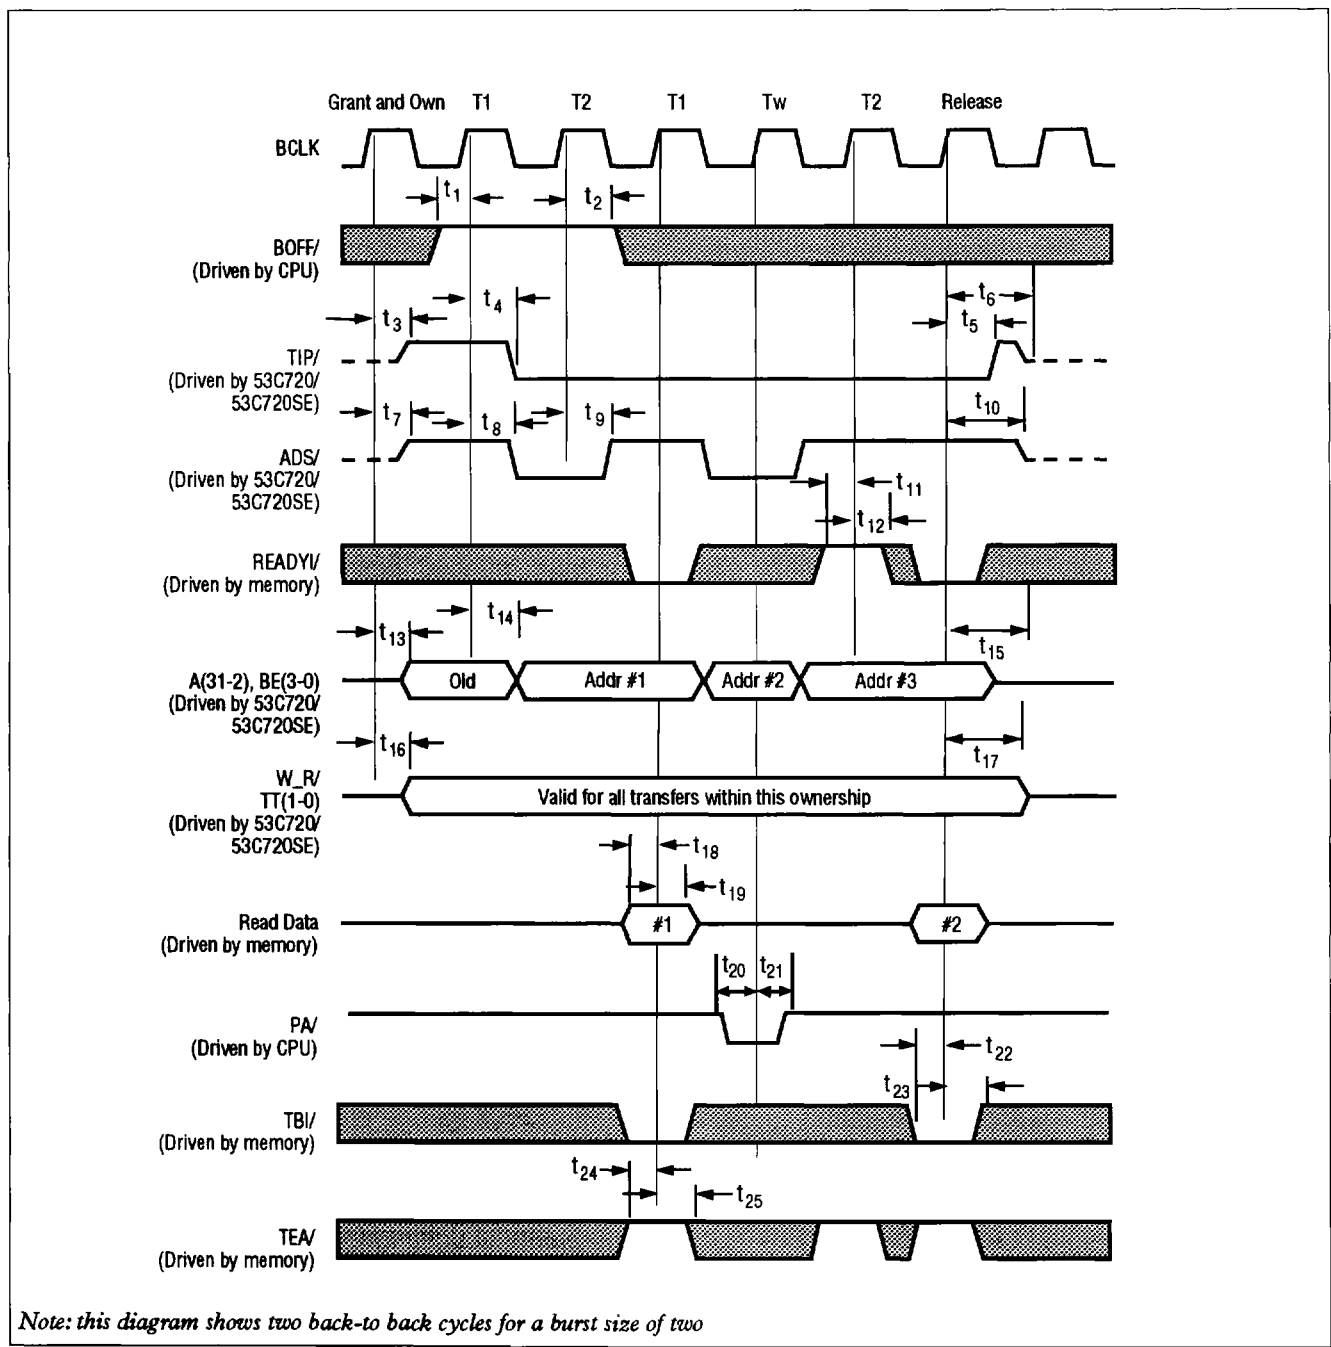 Grant and Own T1 T2 T1 Tw T2 Release
BCLK
t1 t2
BOFF/
(Driven by CPU)
t6
t4
t3 t5
TIP/
(Driven by 53C720/
53C720SE)
t10
t7 t8 t9
ADS/
(Driven by 53C720/
53C720SE)
t11
t12
READYI/
(Driven by memory)
t14
t13 t15
A(31-2), BE(3-0)
(Driven by 53C720/
53C720SE)
Old Addr #1 Addr #2 Addr #3
t16 t17
W_R/
TT(1-0)
(Driven by 53C720/
53C720SE)
Valid for all transfers within this ownership
t18
t19
Read Data
(Driven by memory)
#1 #2
t20 t21
PA/
(Driven by CPU)
t22
t23
TBI/
(Driven by memory)
t24
t25
TEA/
(Driven by memory)
Note: this diagram shows two back-to back cycles for a burst size of two